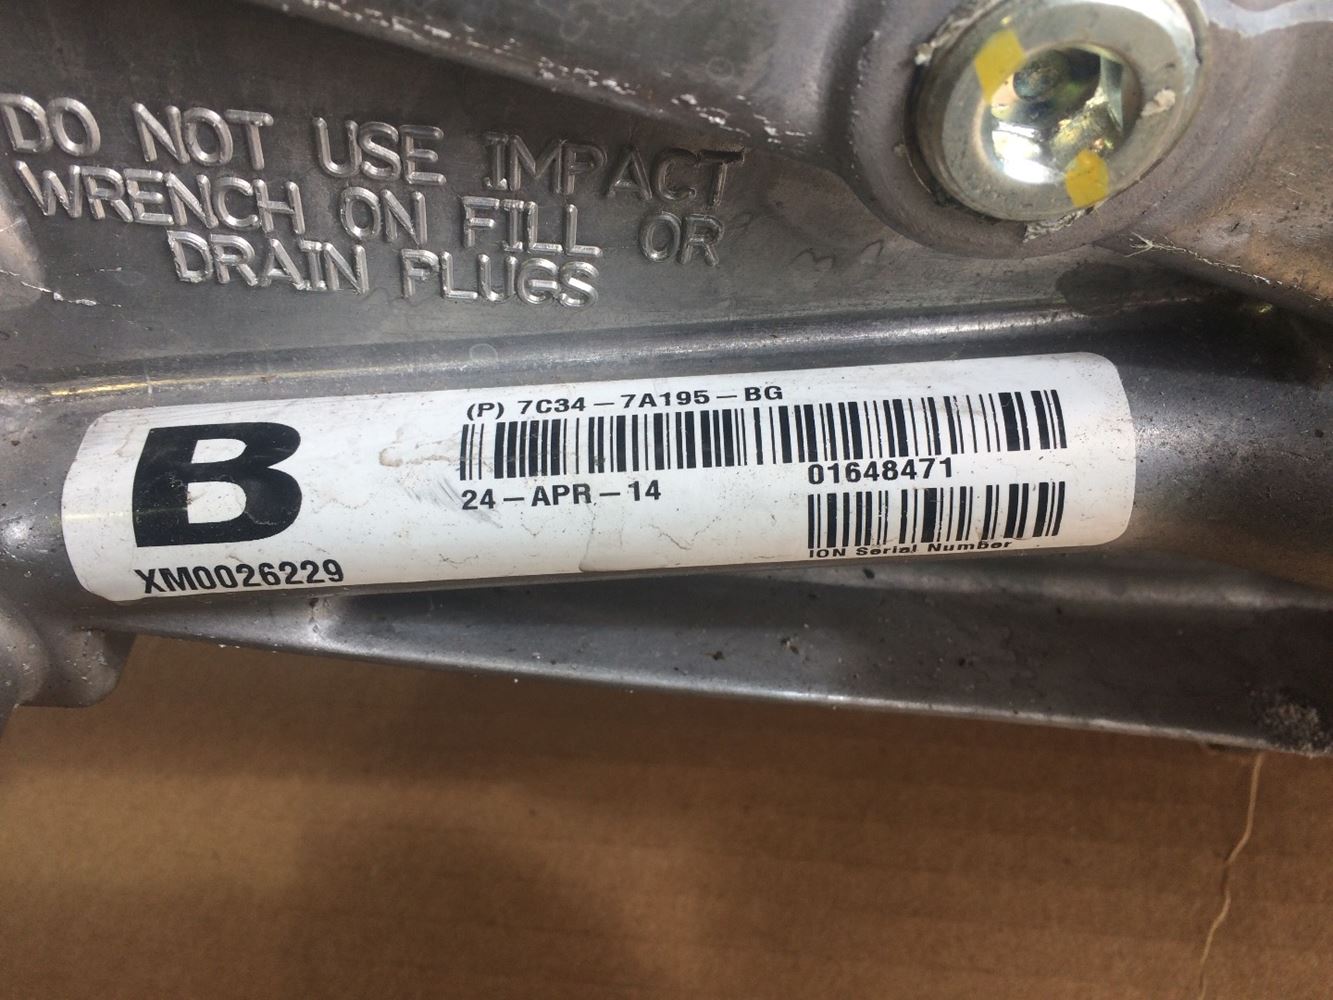 DO NOT USE IMPACT
WRENCH ON FILL OR
DRAIN PLUGS
B
XM0026229
(P) 7C34-7A195-BG
24-APR-14
01648471
ION Serial Number